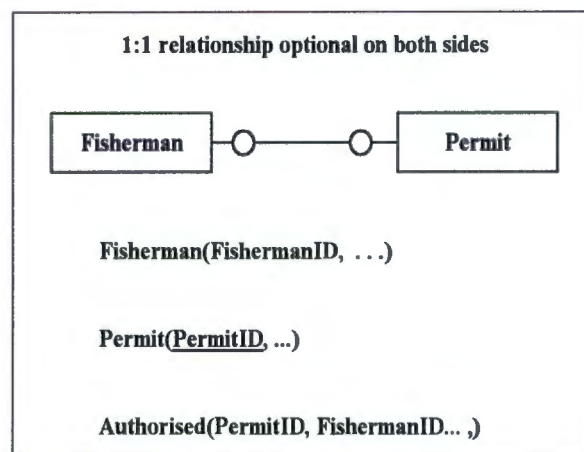 1:1 relationship optional on both sides
Fisherman Permit
Fisherman(FishermanID, . . .)
Permit(PermitID, ...)
Authorised(PermitID, FishermanID... ,)